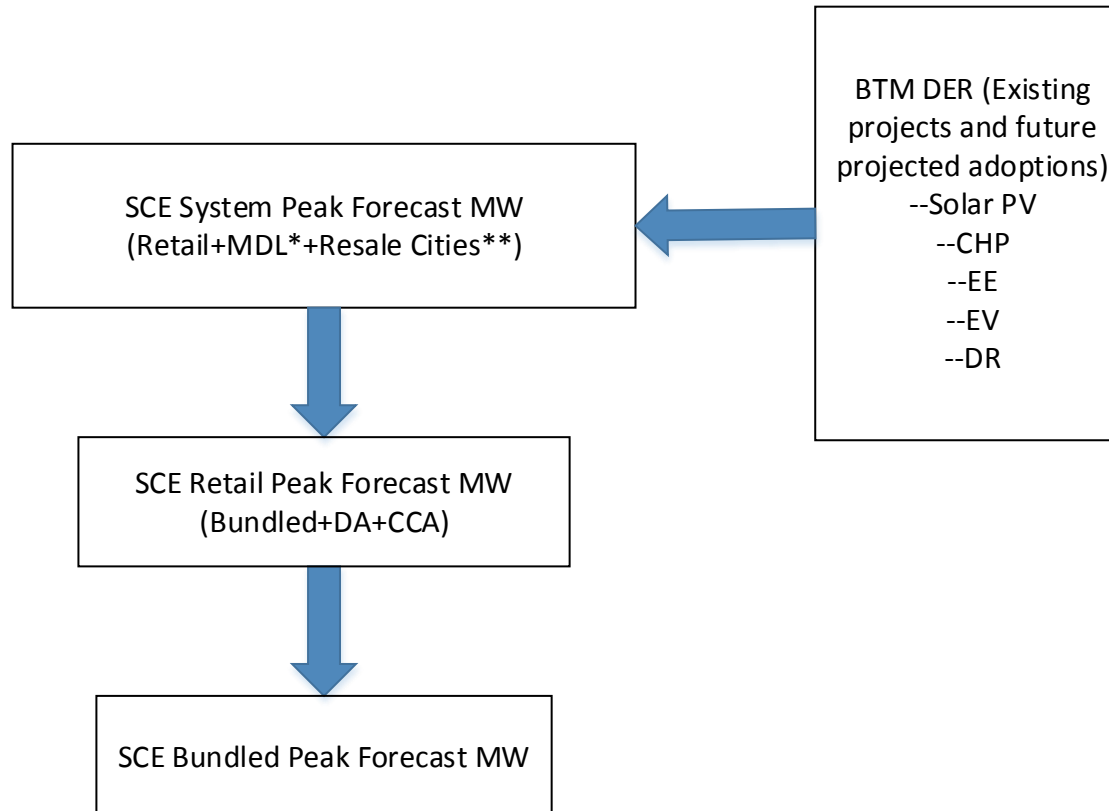 BTM DER (Existing
projects and future
projected adoptions)
--Solar PV
--CHP
--EE
--EV
--DR
SCE System Peak Forecast MW
(Retail+MDL*+Resale Cities**)
SCE Retail Peak Forecast MW
(Bundled+DA+CCA)
SCE Bundled Peak Forecast MW